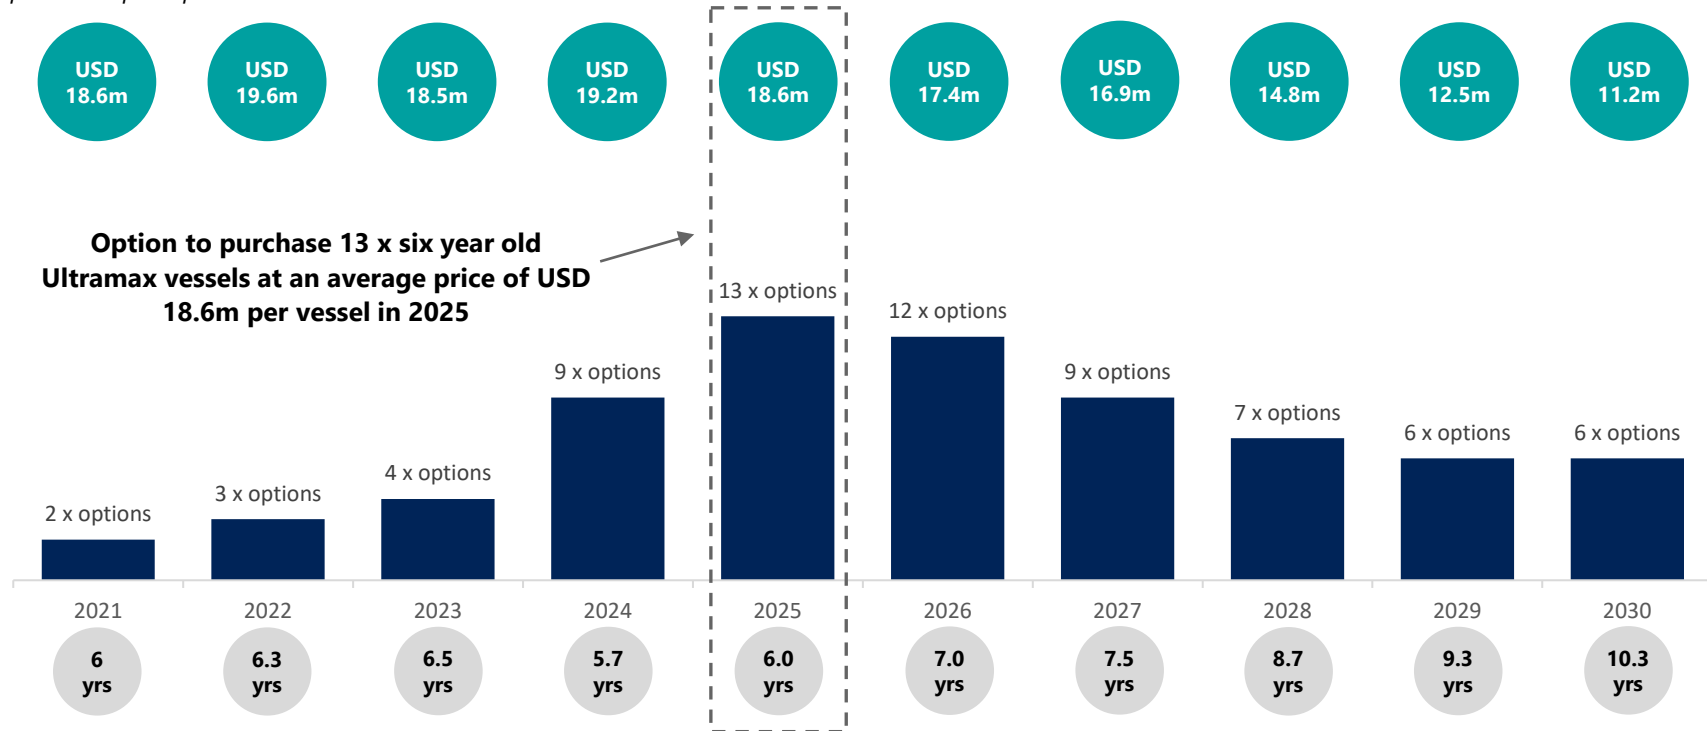 USD
18.6m
USD
19.6m
USD
18.5m
USD
19.2m
USD
18.6m
USD
17.4m
USD
16.9m
USD
14.8m
USD
12.5m
USD
11.2m
Option to purchase 13 x six year old
Ultramax vessels at an average price of USD
18.6m per vessel in 2025
2 x options
3 x options
4 x options
9 x options
13 x options
12 x options
9 x options
7 x options
6 x options
6 x options
2021
2022
2023
2024
2025
2026
2027
2028
2029
2030
6
yrs
6.3
yrs
6.5
yrs
5.7
yrs
6.0
yrs
7.0
yrs
7.5
yrs
8.7
yrs
9.3
yrs
10.3
yrs